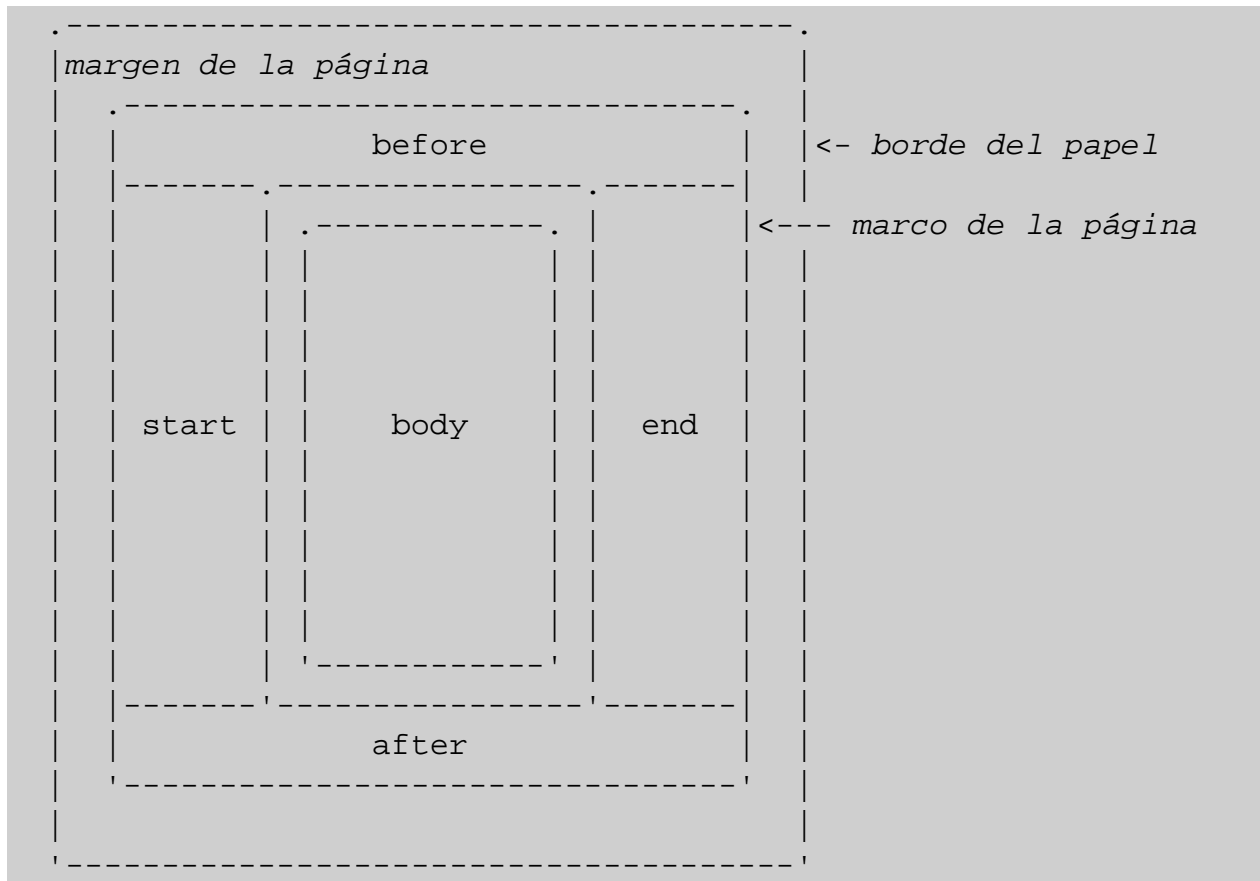 margen de la página
before
<- borde del papel
<--- marco de la página
start body end
after